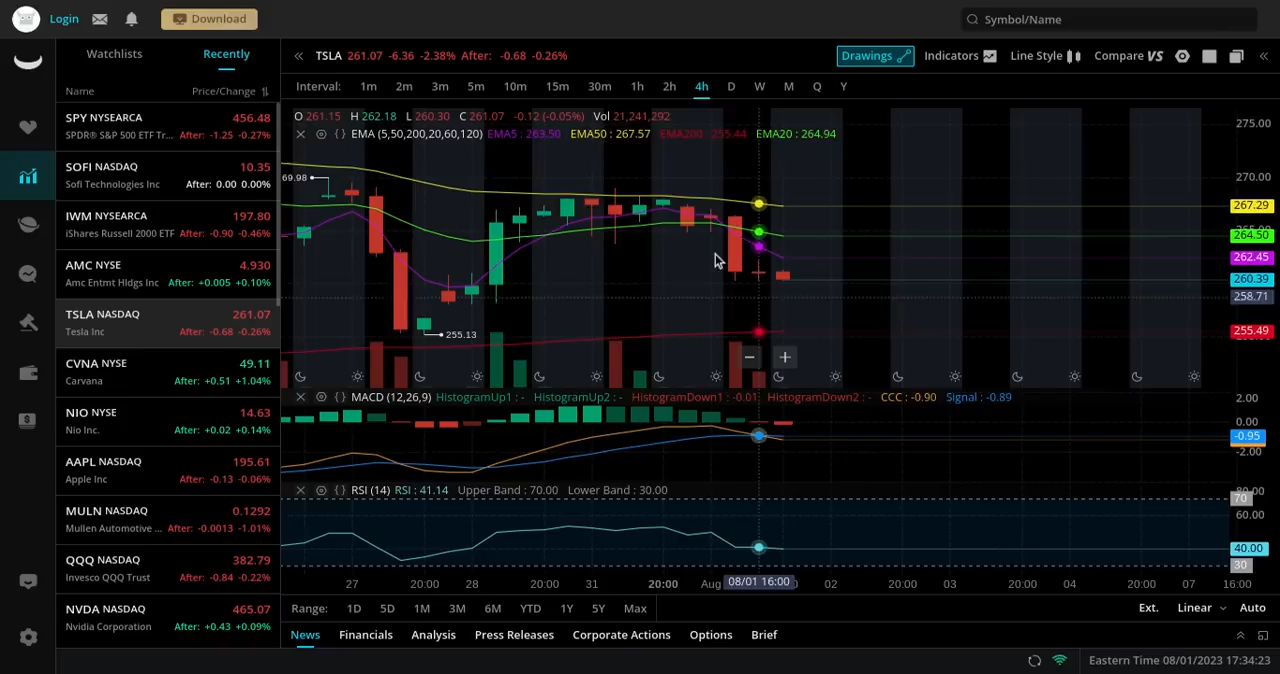 Login Download Symbol/Name
Watchlists Recently
Name Price/Change
SPY NYSEARCA 456.48
SPDR® S&P 500 ETF Tr... After: -1.25 -0.27%
SOFI NASDAQ 10.35
Sofi Technologies Inc After: 0.00 0.00%
IWM NYSEARCA 197.80
iShares Russell 2000 ETF After: -0.90 -0.46%
AMC NYSE 4.930
Amc Entmt Hldgs Inc After: +0.005 +0.10%
TSLA NASDAQ 261.07
Tesla Inc After: -0.68 -0.26%
CVNA NYSE 49.11
Carvana After: +0.51 +1.04%
NIO NYSE 14.63
Nio Inc. After: +0.02 +0.14%
AAPL NASDAQ 195.61
Apple Inc After: -0.13 -0.06%
MULN NASDAQ 0.1292
Mullen Automotive ... After: -0.0013 -1.01%
QQQ NASDAQ 382.79
Invesco QQQ Trust After: -0.84 -0.22%
NVDA NASDAQ 465.07
Nvidia Corporation After: +0.43 +0.09%
TSLA 261.07 -6.36 -2.38% After: -0.68 -0.26% Drawings Indicators Line Style Compare VS
Interval: 1m 2m 3m 5m 10m 15m 30m 1h 2h 4h D W M Q Y
O 261.15 H 262.18 L 260.30 C 261.07 -0.12 (-0.05%) Vol 21,241,292
EMA (5,50,200,20,60,120) EMA5 : 263.50 EMA50 : 267.57 EMA200 : 255.44 EMA20 : 264.94
275.00
270.00
69.98
267.29
264.50
262.45
260.39
258.71
255.49
255.13
MACD (12,26,9) HistogramUp1 : - HistogramUp2 : - HistogramDown1 : -0.01 HistogramDown2 : - CCC : -0.90 Signal : -0.89
2.00
0.00
-0.95
-2.00
RSI (14) RSI : 41.14 Upper Band : 70.00 Lower Band : 30.00
80.00
70
60.00
40.00
30
27 20:00 28 20:00 31 20:00 Aug 08/01 16:00 02 20:00 03 20:00 04 20:00 07 16:00
Range: 1D 5D 1M 3M 6M YTD 1Y 5Y Max Ext. Linear Auto
News Financials Analysis Press Releases Corporate Actions Options Brief
Eastern Time 08/01/2023 17:34:23